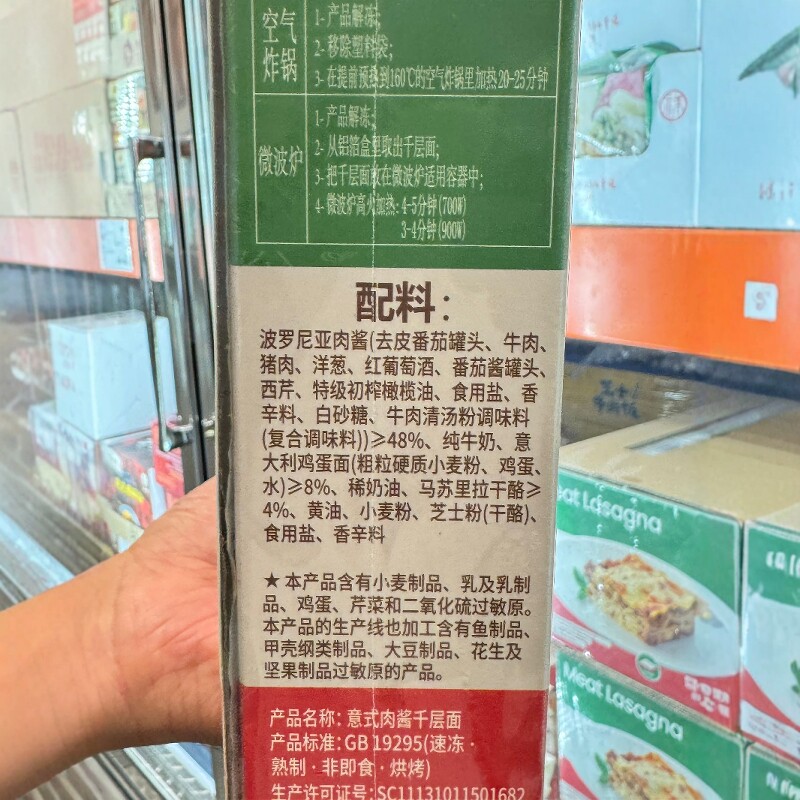 空气炸锅
1- 产品解冻;
2- 移除塑料袋;
3- 在提前预热到160℃的空气炸锅里加热 20-25分钟
微波炉
1- 产品解冻;
2- 从铝箔盒里取出千层面;
3- 把千层面放在微波炉适用容器中;
4- 微波炉高火加热: 4-5分钟(700W)
3-4分钟(900W)
配料:
波罗尼亚肉酱(去皮番茄罐头、牛肉、
猪肉、洋葱、红葡萄酒、番茄酱罐头、
西芹、特级初榨橄榄油、食用盐、香
辛料、白砂糖、牛肉清汤粉调味料
(复合调味料))≥48%、纯牛奶、意
大利鸡蛋面(粗粒硬质小麦粉、鸡蛋、
水)≥8%、稀奶油、马苏里拉干酪≥
4%、黄油、小麦粉、芝士粉(干酪)、
食用盐、香辛料
★本产品含有小麦制品、乳及乳制
品、鸡蛋、芹菜和二氧化硫过敏原。
本产品的生产线也加工含有鱼制品、
甲壳纲类制品、大豆制品、花生及
坚果制品过敏原的产品。
产品名称: 意式肉酱千层面
产品标准: GB 19295(速冻 ·
熟制 · 非即食 · 烘烤)
生产许可证号: SC11131011501682
eat Lasagna
Meat Lasagna